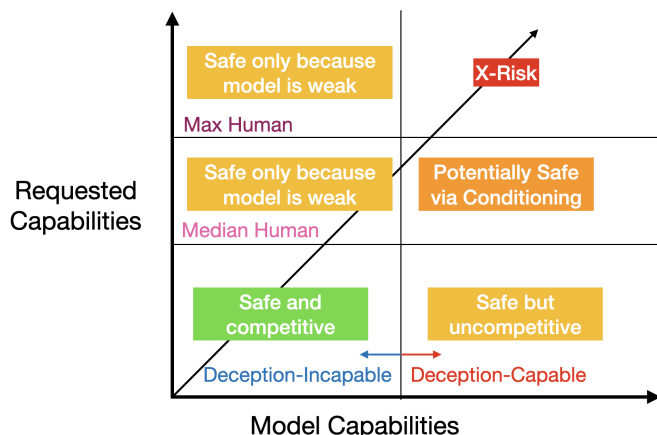 Safe only because
model is weak
X-Risk
Max Human
Safe only because
model is weak
Potentially Safe
via Conditioning
Requested
Capabilities
Median Human
Safe and
competitive
Safe but
uncompetitive
Deception-Incapable
Deception-Capable
Model Capabilities